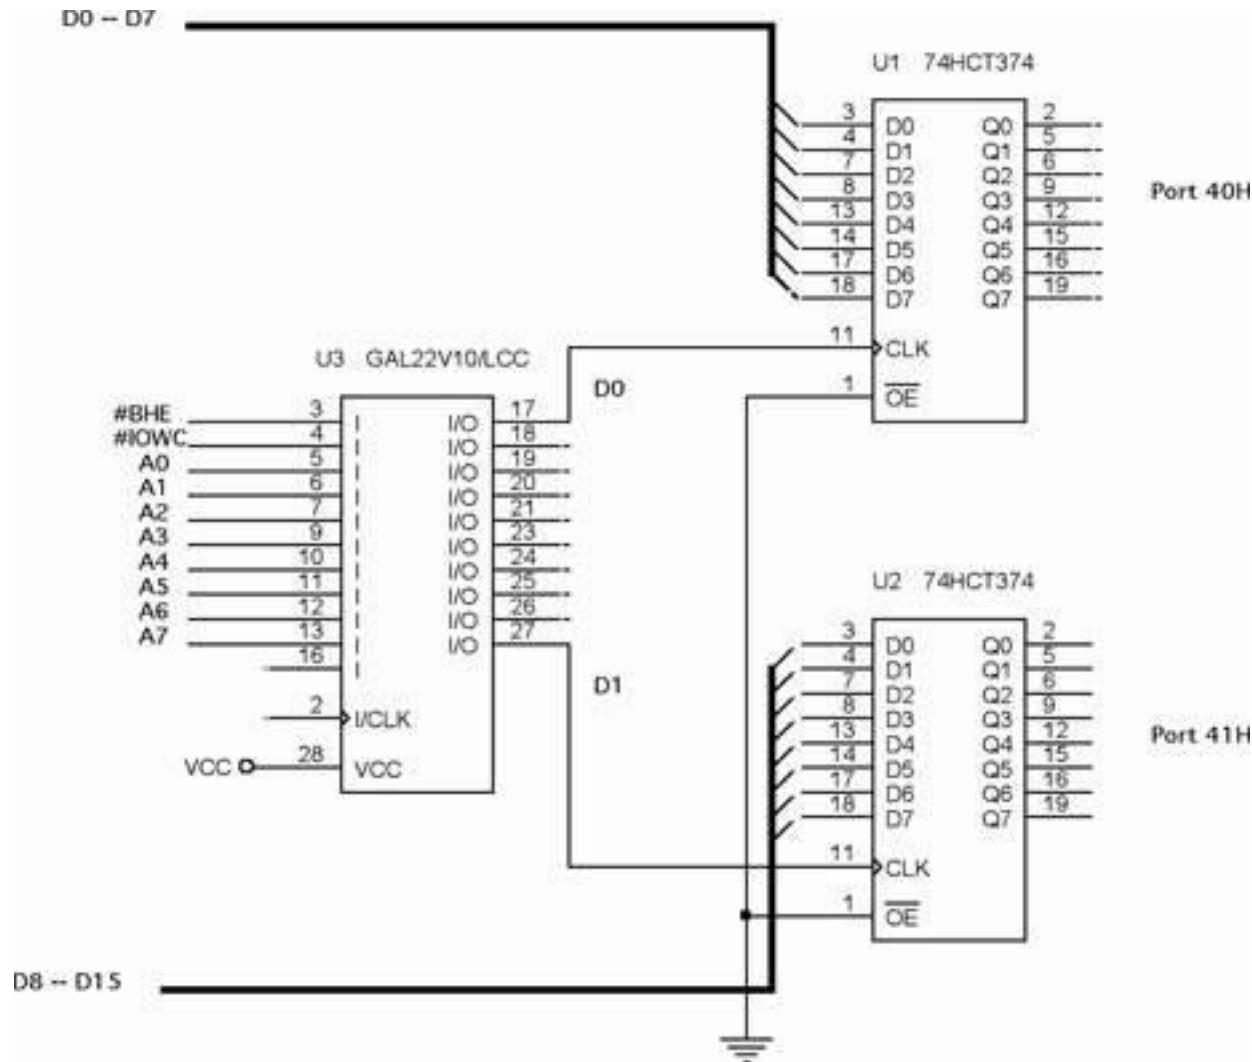 D0 -- D7
U1 74HCT374
3 D0 Q0 2
4 D1 Q1 5
7 D2 Q2 6
8 D3 Q3 9
13 D4 Q4 12
14 D5 Q5 15
17 D6 Q6 16
18 D7 Q7 19
Port 40H
11 CLK
1 OE
U3 GAL22V10/LCC
D0
#BHE 3 I I/O 17
#IOWC 4 I I/O 18
A0 5 I I/O 19
A1 6 I I/O 20
A2 7 I I/O 21
A3 9 I I/O 23
A4 10 I I/O 24
A5 11 I I/O 25
A6 12 I I/O 26
A7 13 I I/O 27
16 I
2 I/CLK
VCC 28 VCC
D1
U2 74HCT374
3 D0 Q0 2
4 D1 Q1 5
7 D2 Q2 6
8 D3 Q3 9
13 D4 Q4 12
14 D5 Q5 15
17 D6 Q6 16
18 D7 Q7 19
Port 41H
11 CLK
1 OE
D8 -- D15